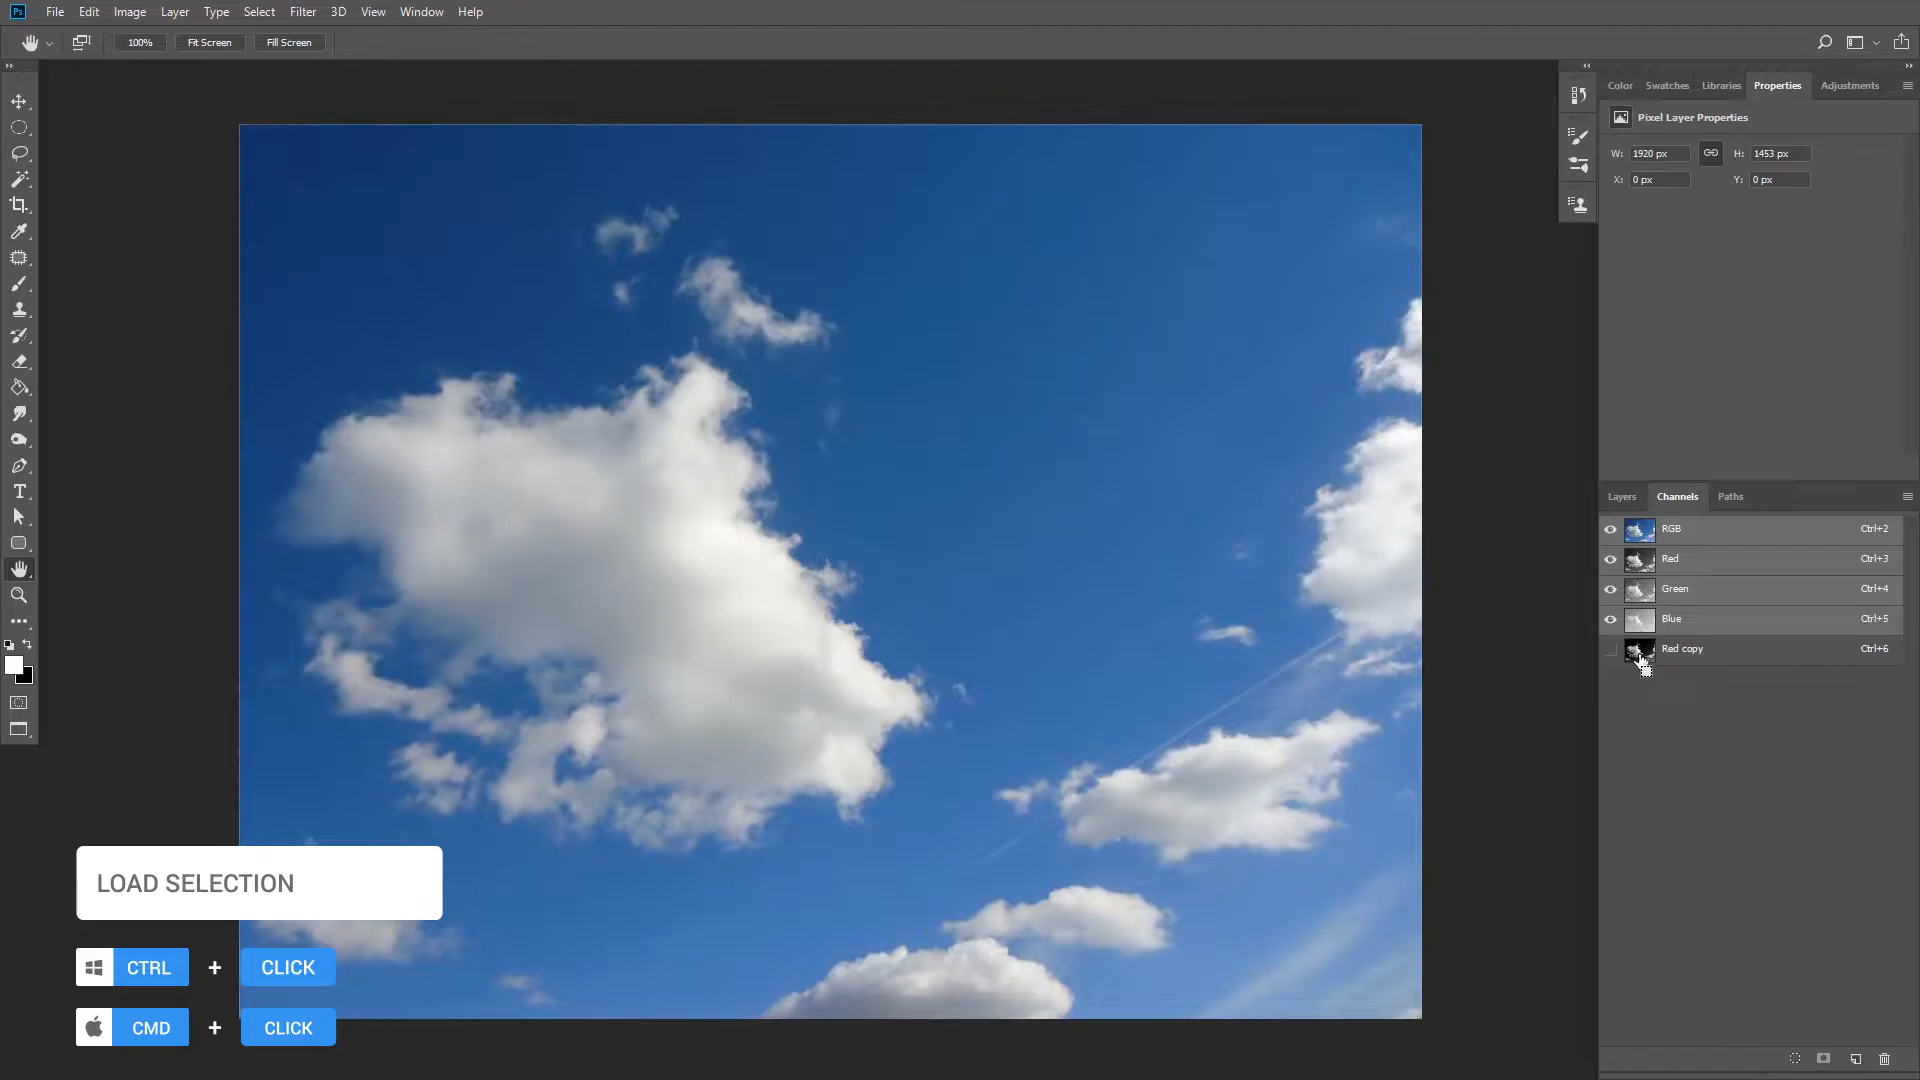 Ps File Edit Image Layer Type Select Filter 3D View Window Help
100% Fit Screen Fill Screen
Color Swatches Libraries Properties Adjustments
Pixel Layer Properties
W: 1920 px H: 1453 px
X: 0 px Y: 0 px
Layers Channels Paths
RGB Ctrl+2
Red Ctrl+3
Green Ctrl+4
Blue Ctrl+5
Red copy Ctrl+6
LOAD SELECTION
CTRL + CLICK
CMD + CLICK